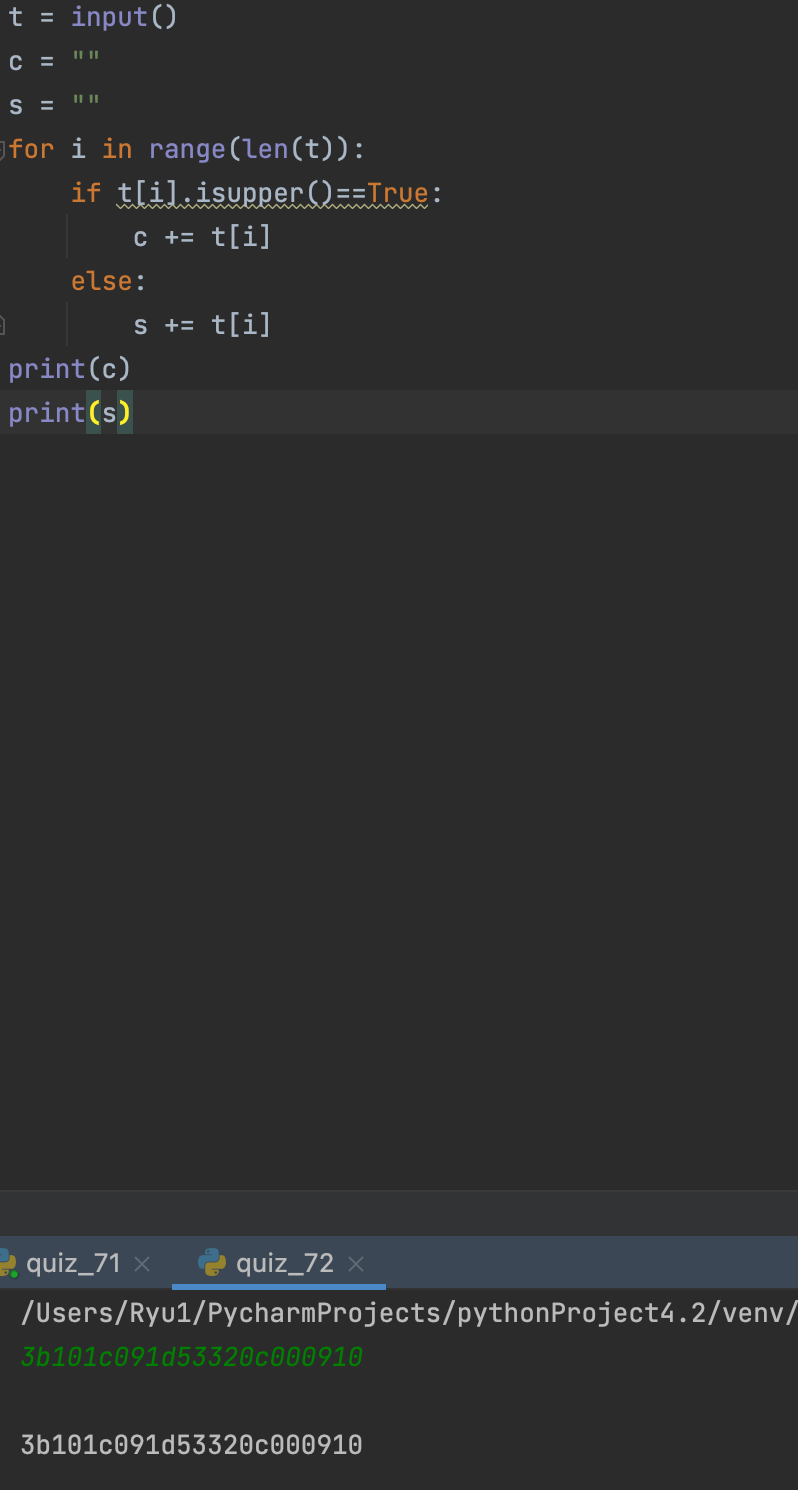 t = input()
c = ""
s = ""
for i in range(len(t)):
    if t[i].isupper()==True:
        c += t[i]
    else:
        s += t[i]
print(c)
print(s)
quiz_71 × quiz_72 ×
/Users/Ryu1/PycharmProjects/pythonProject4.2/venv/
3b101c091d53320c000910
3b101c091d53320c000910